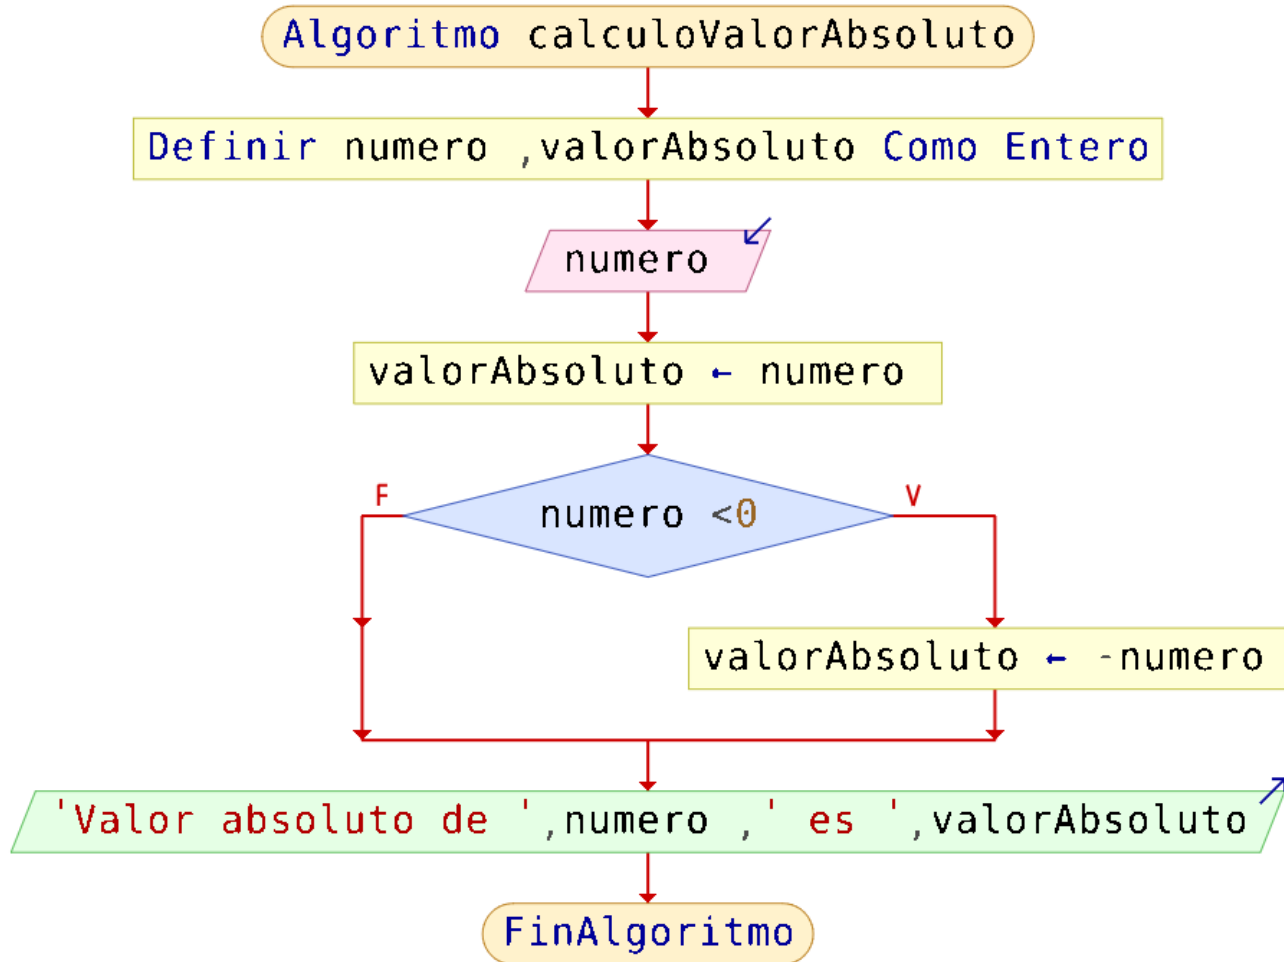 Algoritmo calculoValorAbsoluto
Definir numero ,valorAbsoluto Como Entero
numero
valorAbsoluto ← numero
F
V
numero <0
valorAbsoluto ← -numero
'Valor absoluto de ',numero ,' es ',valorAbsoluto
FinAlgoritmo